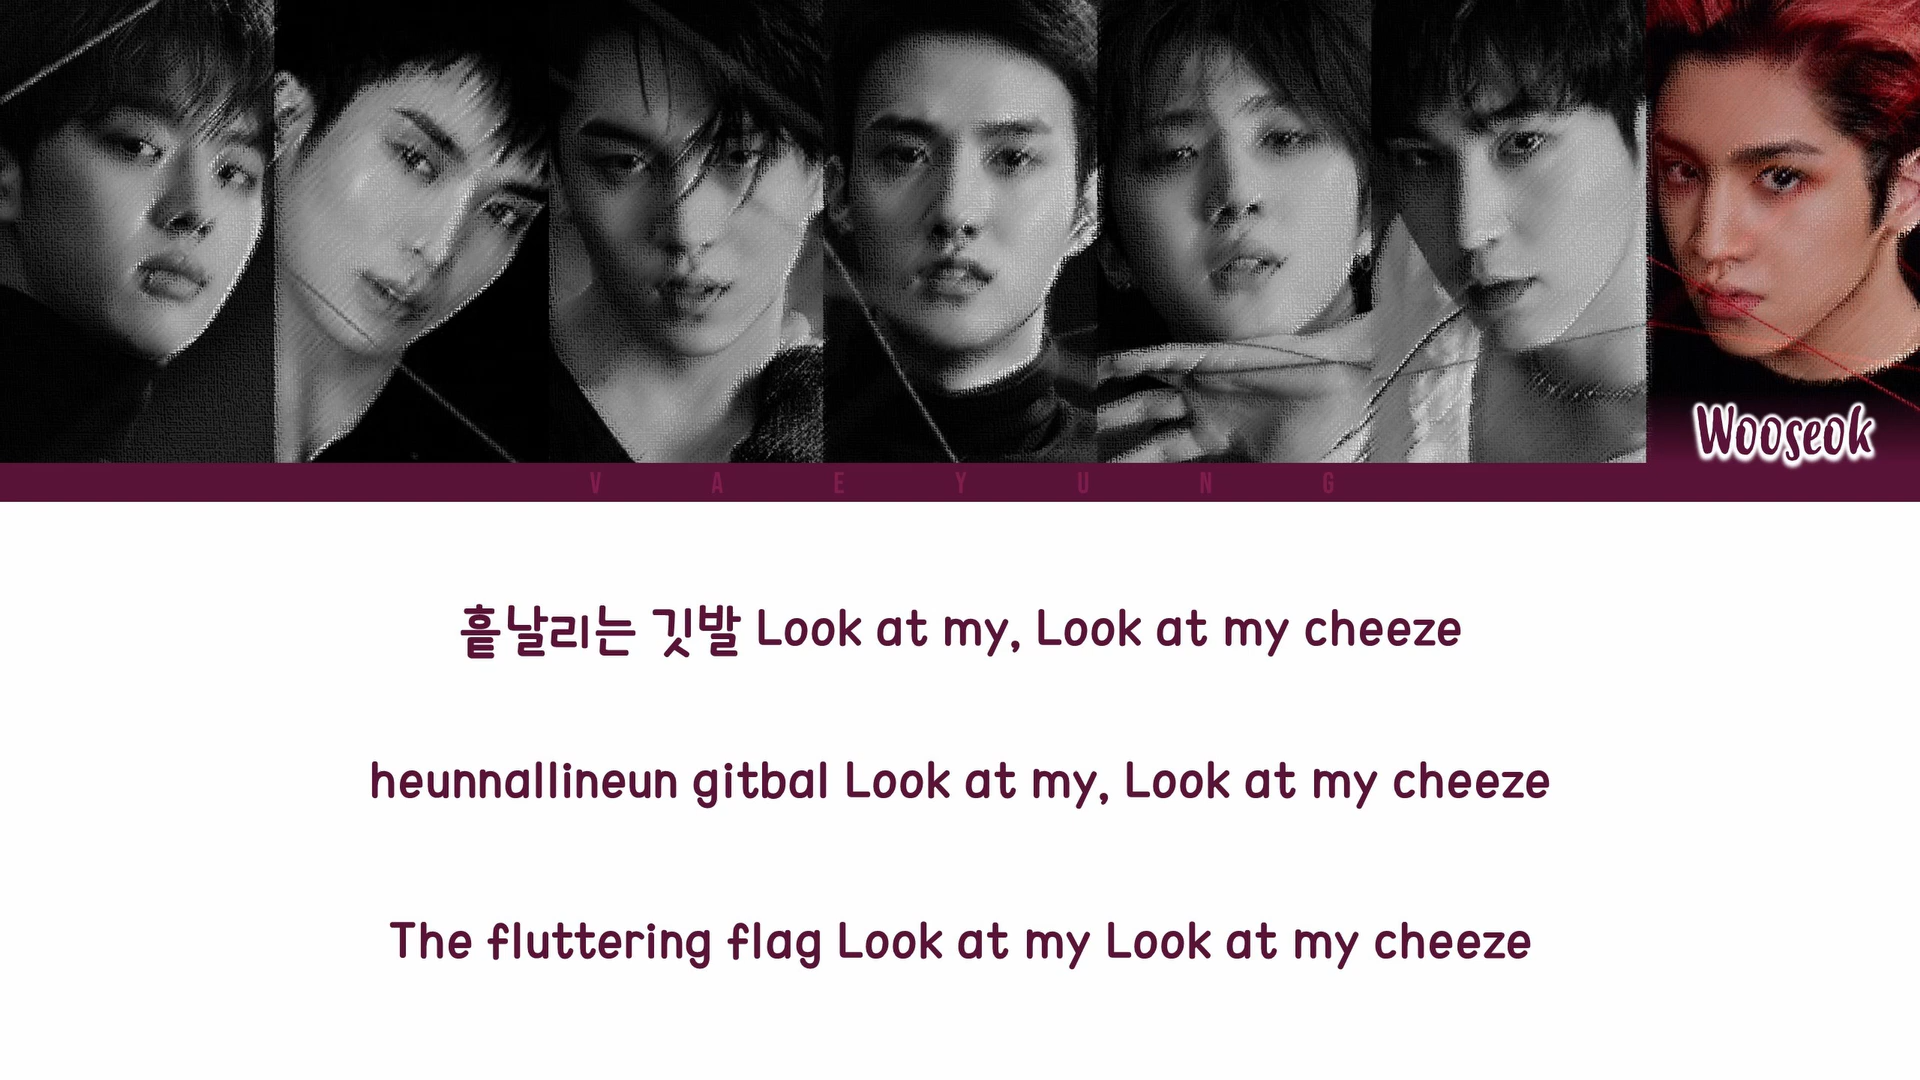 Wooseok
VAEYUNG
흩날리는 깃발 Look at my, Look at my cheeze
heunnallineun gitbal Look at my, Look at my cheeze
The fluttering flag Look at my Look at my cheeze